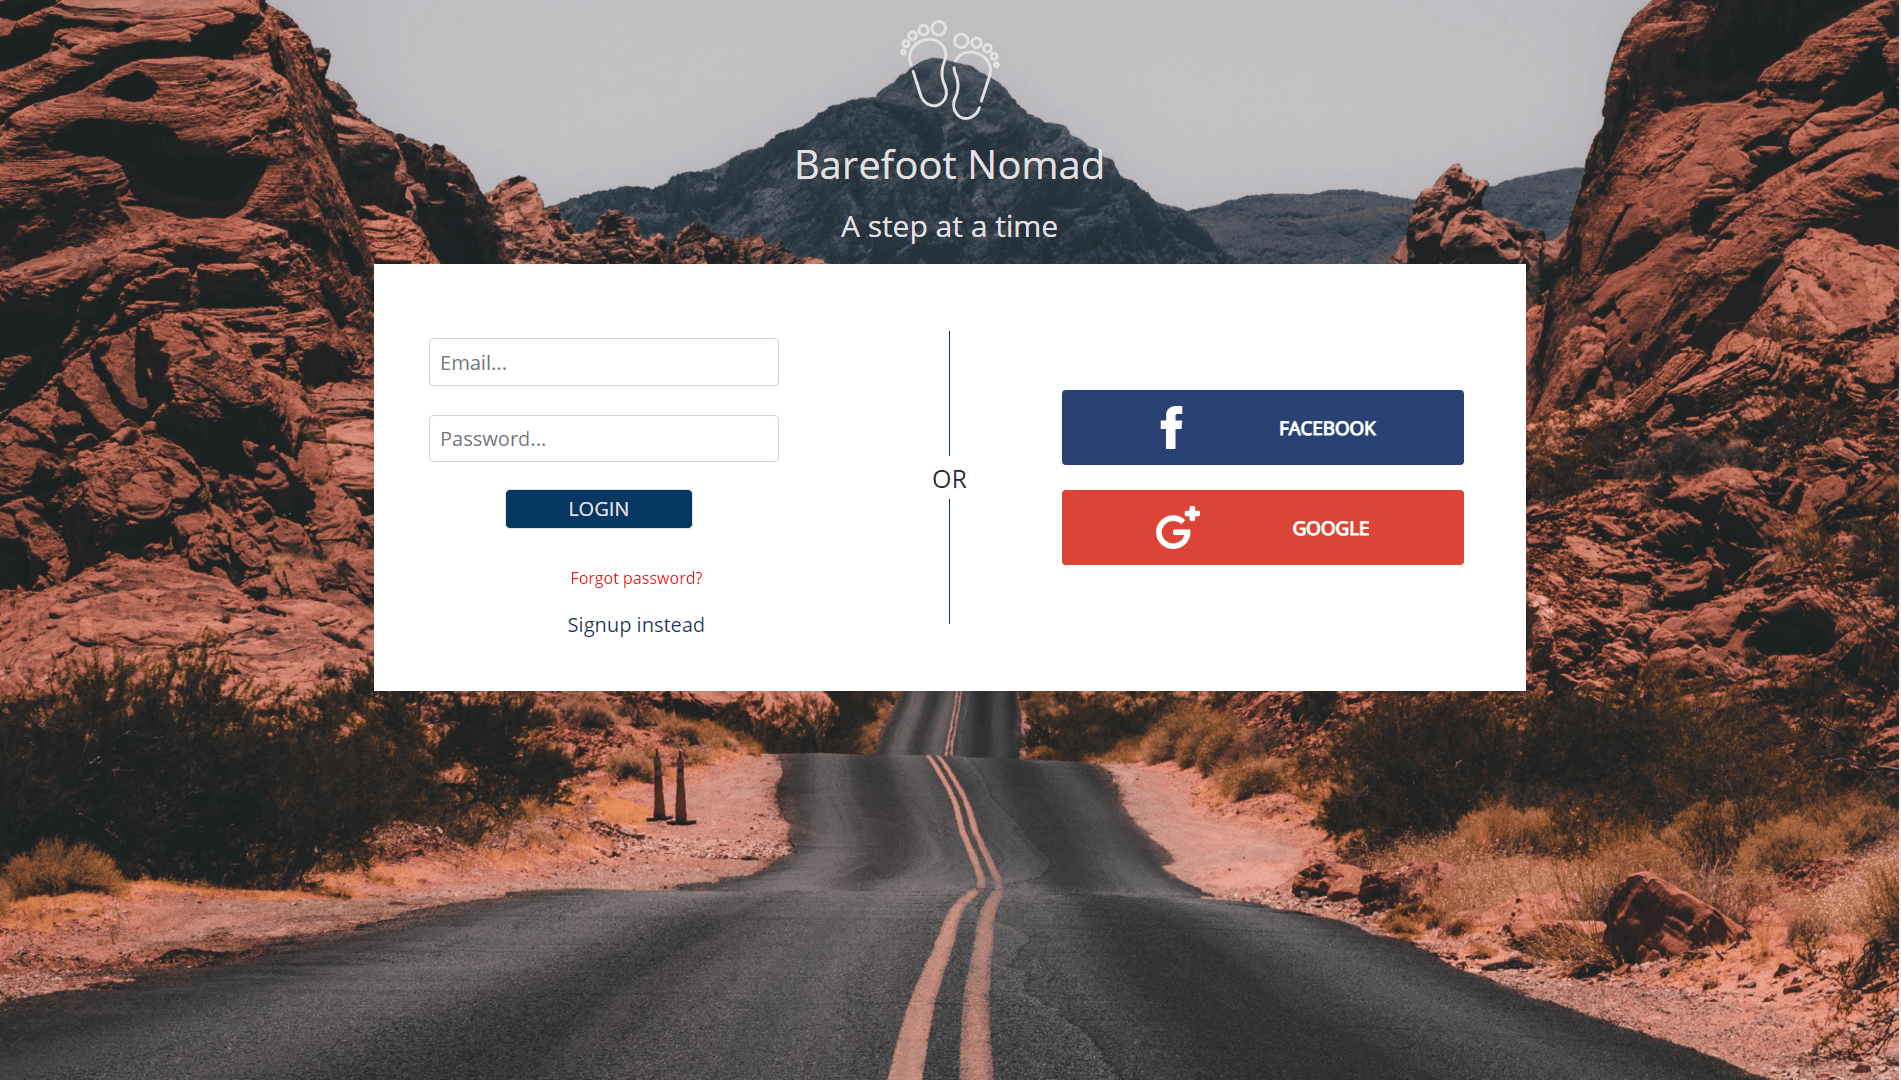 Barefoot Nomad
A step at a time
Email...
Password...
LOGIN
Forgot password?
Signup instead
OR
FACEBOOK
GOOGLE